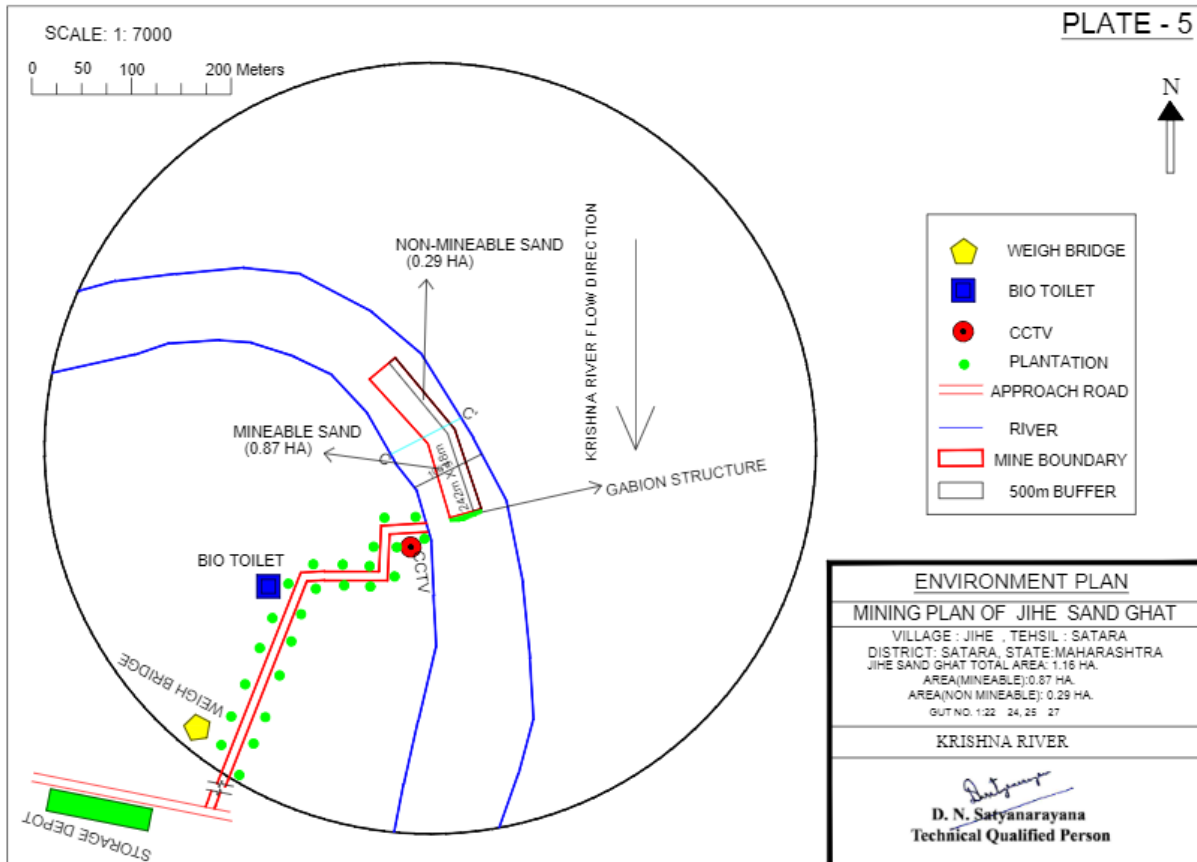 PLATE - 5
SCALE: 1: 7000
0 50 100 200 Meters
N
NON-MINEABLE SAND
(0.29 HA)
KRISHNA RIVER FLOW DIRECTION
MINEABLE SAND
(0.87 HA)
C
C'
242m X 48m
GABION STRUCTURE
BIO TOILET
CCTV
WEIGH BRIDGE
STORAGE DEPOT
WEIGH BRIDGE
BIO TOILET
CCTV
PLANTATION
APPROACH ROAD
RIVER
MINE BOUNDARY
500m BUFFER
ENVIRONMENT PLAN
MINING PLAN OF JIHE SAND GHAT
VILLAGE : JIHE , TEHSIL : SATARA
DISTRICT: SATARA, STATE:MAHARASHTRA
JIHE SAND GHAT TOTAL AREA: 1.16 HA.
AREA(MINEABLE):0.87 HA.
AREA(NON MINEABLE): 0.29 HA.
GUT NO. 1:22 24, 25 27
KRISHNA RIVER
D. N. Satyanarayana
Technical Qualified Person